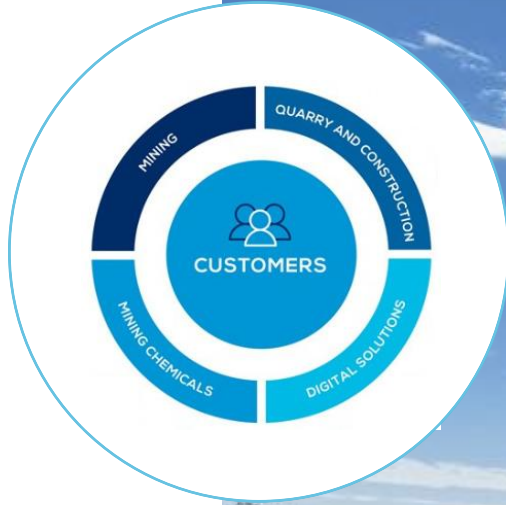 MINING
QUARRY AND CONSTRUCTION
CUSTOMERS
MINING CHEMICALS
DIGITAL SOLUTIONS